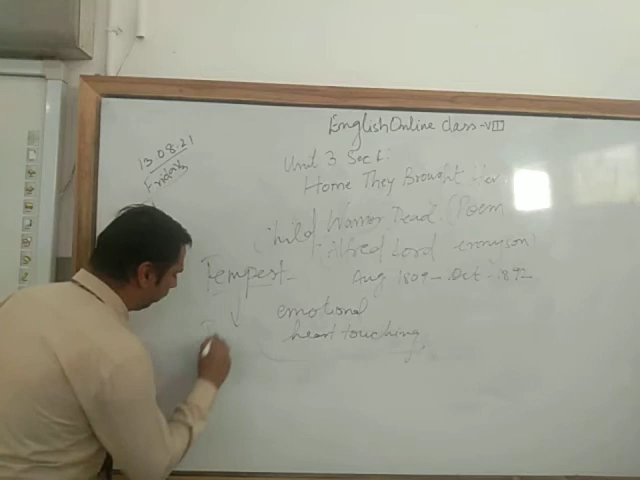 English Online class-VIII
13.08.21
Friday
Unit 3 Sec I:
Home They Brought Her
Child Warrior Dead. (Poem
(Alfred Lord ennyson)
Tempest-
Aug 1809 - Oct - 1892
emotional
heart touching